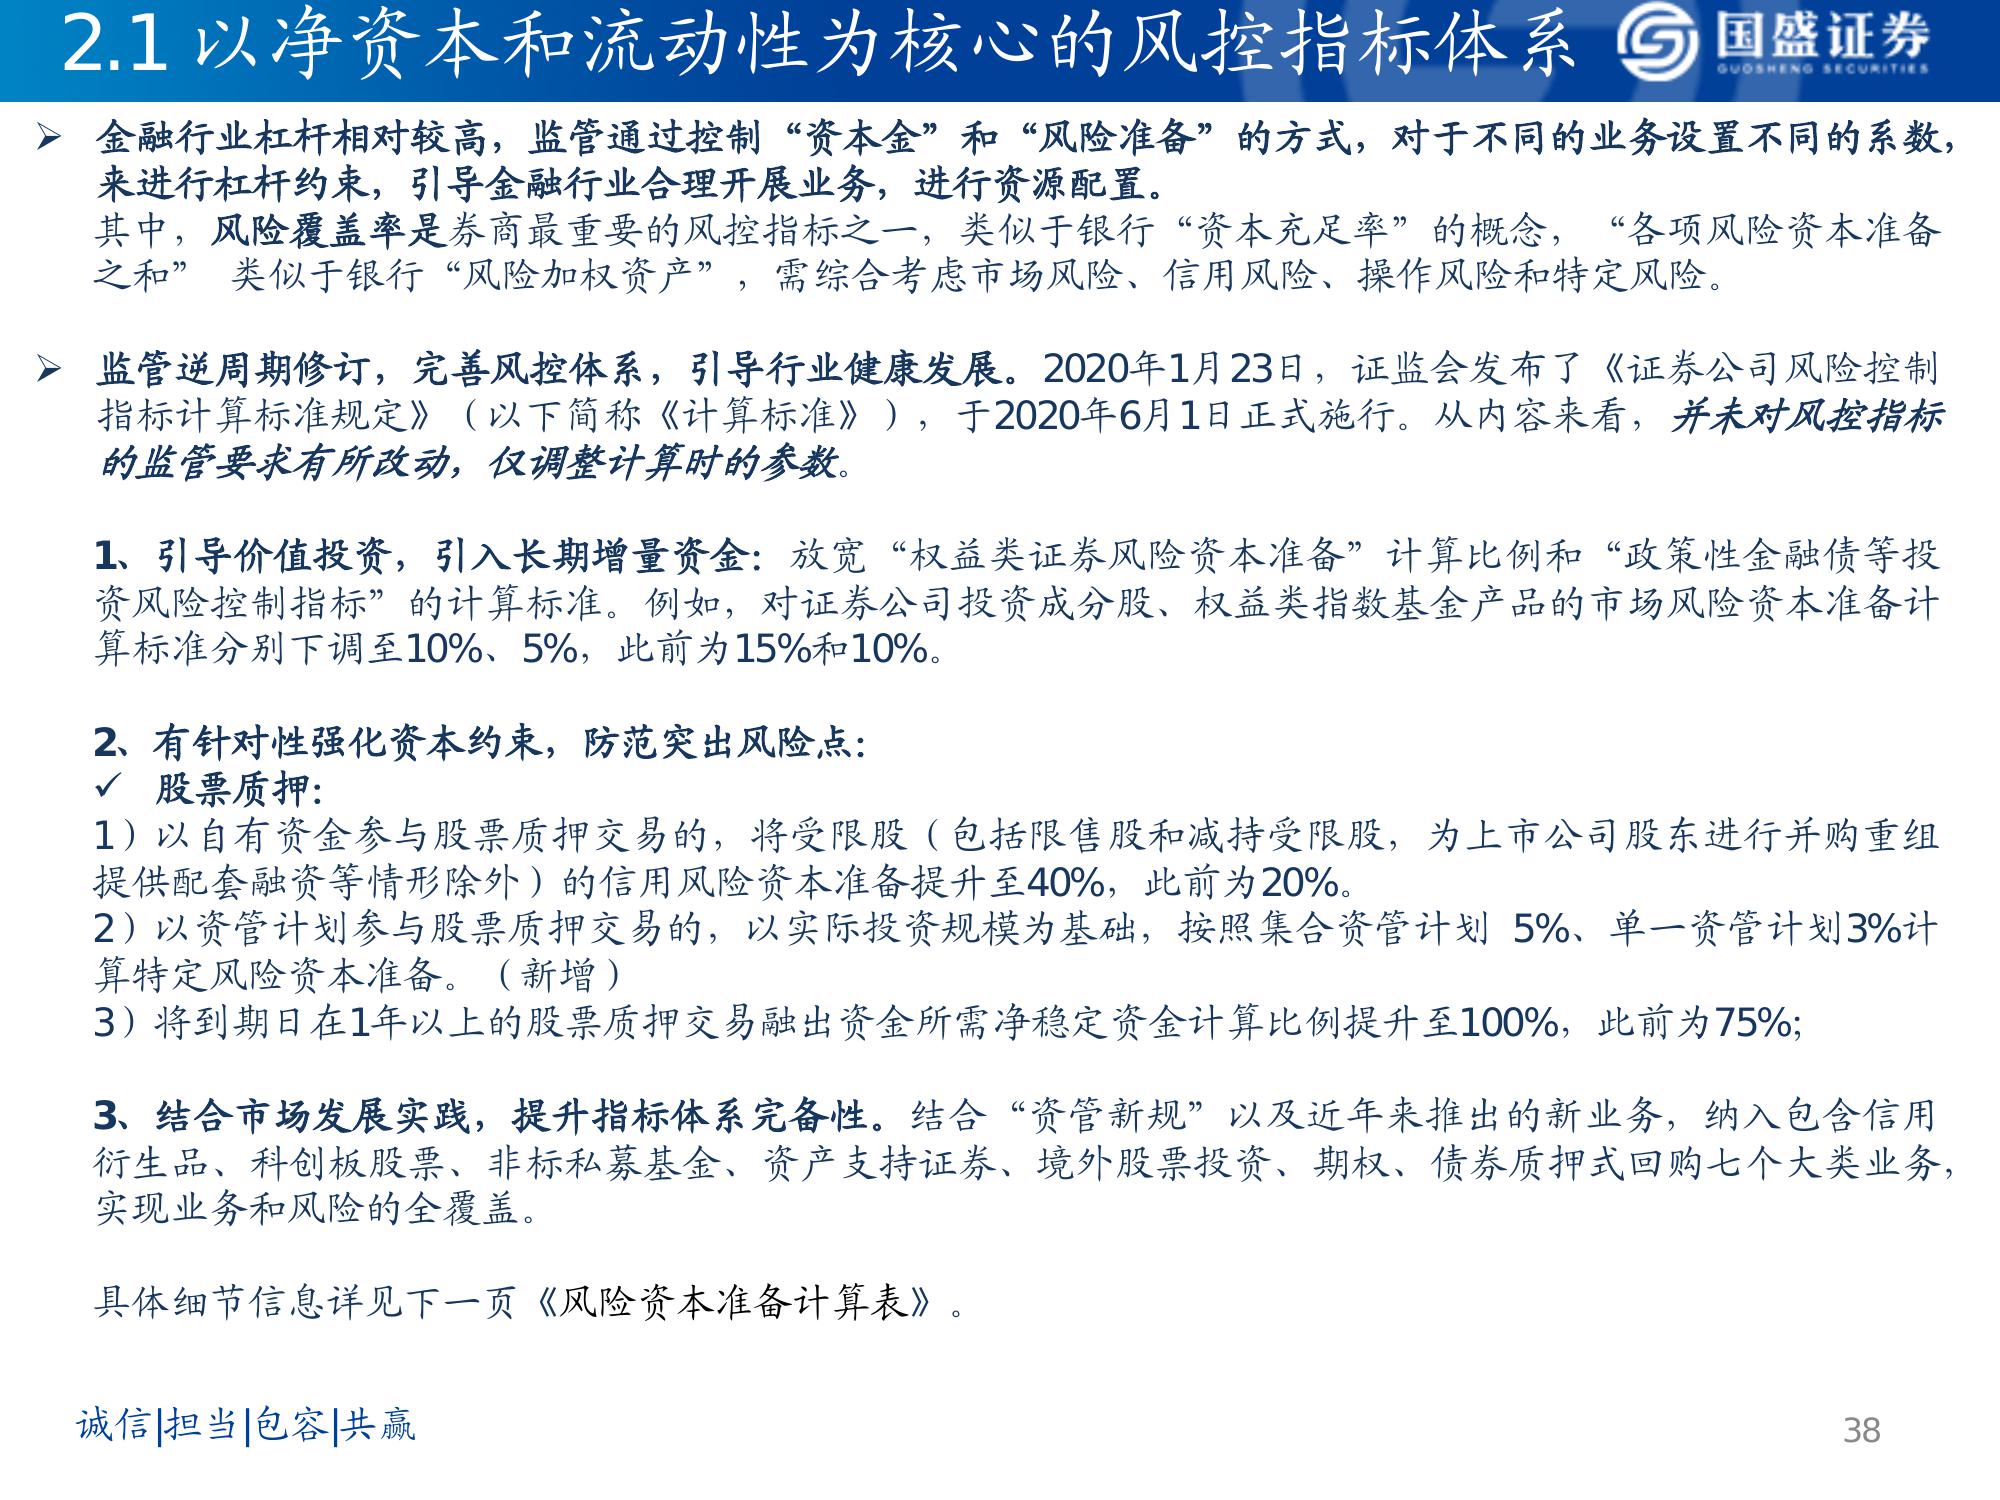 2.1 以净资本和流动性为核心的风控指标体系
国盛证券
GUOSHENG SECURITIES
➢ 金融行业杠杆相对较高，监管通过控制“资本金”和“风险准备”的方式，对于不同的业务设置不同的系数，
来进行杠杆约束，引导金融行业合理开展业务，进行资源配置。
其中，风险覆盖率是券商最重要的风控指标之一，类似于银行“资本充足率”的概念， “各项风险资本准备
之和” 类似于银行“风险加权资产”，需综合考虑市场风险、信用风险、操作风险和特定风险。
➢ 监管逆周期修订，完善风控体系，引导行业健康发展。2020年1月23日，证监会发布了《证券公司风险控制
指标计算标准规定》（以下简称《计算标准》），于2020年6月1日正式施行。从内容来看，并未对风控指标
的监管要求有所改动，仅调整计算时的参数。
1、引导价值投资，引入长期增量资金：放宽“权益类证券风险资本准备”计算比例和“政策性金融债等投
资风险控制指标”的计算标准。例如，对证券公司投资成分股、权益类指数基金产品的市场风险资本准备计
算标准分别下调至10%、5%，此前为15%和10%。
2、有针对性强化资本约束，防范突出风险点：
✓ 股票质押：
1）以自有资金参与股票质押交易的，将受限股（包括限售股和减持受限股，为上市公司股东进行并购重组
提供配套融资等情形除外）的信用风险资本准备提升至40%，此前为20%。
2）以资管计划参与股票质押交易的，以实际投资规模为基础，按照集合资管计划 5%、单一资管计划3%计
算特定风险资本准备。（新增）
3）将到期日在1年以上的股票质押交易融出资金所需净稳定资金计算比例提升至100%，此前为75%;
3、结合市场发展实践，提升指标体系完备性。结合“资管新规”以及近年来推出的新业务，纳入包含信用
衍生品、科创板股票、非标私募基金、资产支持证券、境外股票投资、期权、债券质押式回购七个大类业务，
实现业务和风险的全覆盖。
具体细节信息详见下一页《风险资本准备计算表》。
诚信|担当|包容|共赢
38